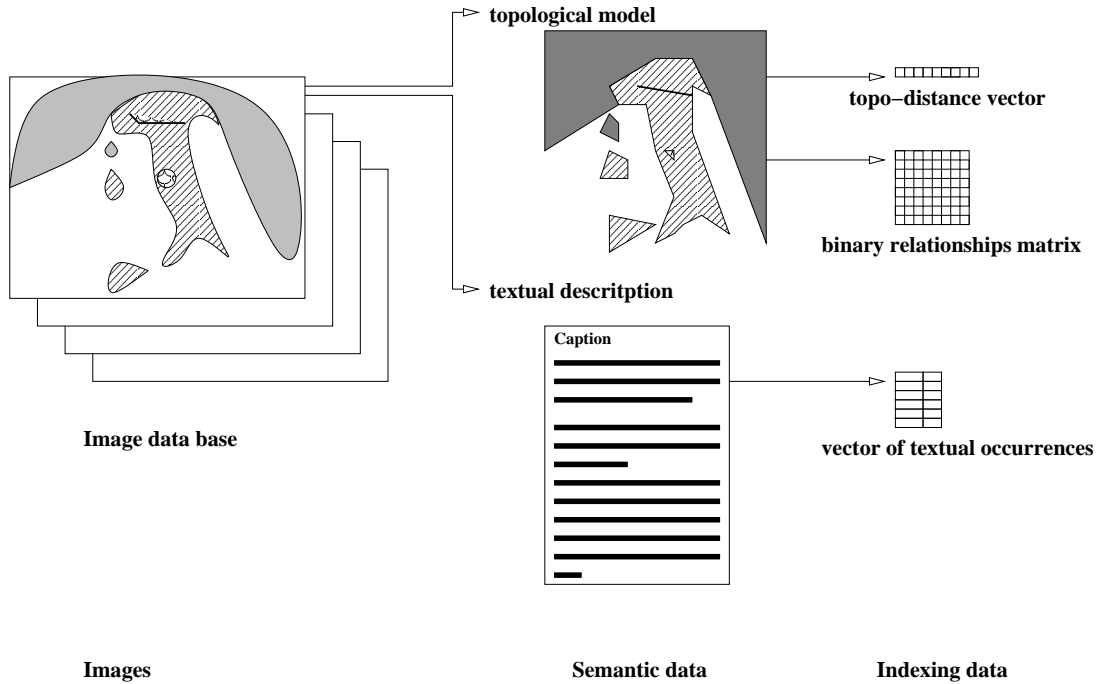 topological model
topo−distance vector
binary relationships matrix
textual descritption
Caption
Image data base
vector of textual occurrences
Images
Semantic data
Indexing data